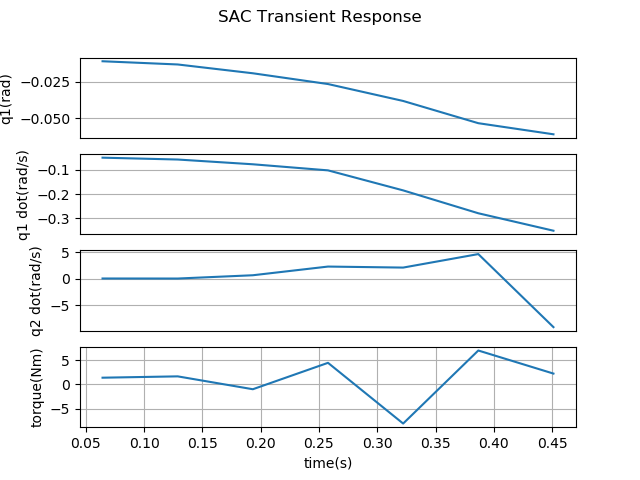 SAC Transient Response
−0.025
−0.050
q1(rad)
−0.1
−0.2
−0.3
q1 dot(rad/s)
5
0
−5
q2 dot(rad/s)
5
0
−5
torque(Nm)
0.05 0.10 0.15 0.20 0.25 0.30 0.35 0.40 0.45
time(s)